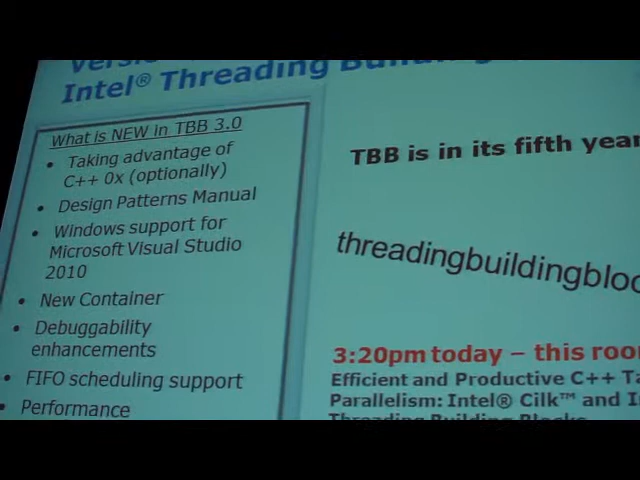 Intel® Threading Building
What is NEW in TBB 3.0
• Taking advantage of
C++ 0x (optionally)
• Design Patterns Manual
• Windows support for
Microsoft Visual Studio
2010
• New Container
• Debuggability
enhancements
• FIFO scheduling support
• Performance
TBB is in its fifth year
threadingbuildingbloc
3:20pm today – this roo
Efficient and Productive C++ Ta
Parallelism: Intel® Cilk™ and I
Threading Building Blocks